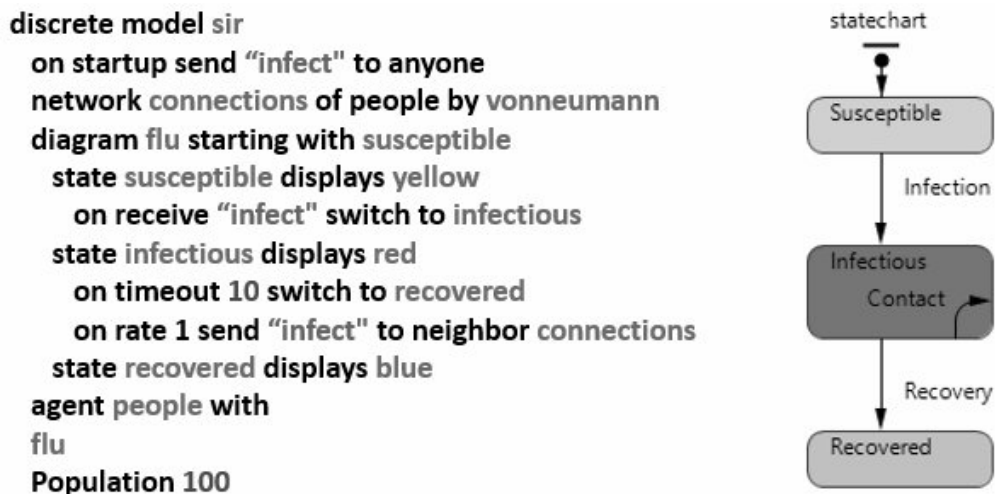 discrete model sir
on startup send “infect" to anyone
network connections of people by vonneumann
diagram flu starting with susceptible
state susceptible displays yellow
on receive “infect" switch to infectious
state infectious displays red
on timeout 10 switch to recovered
on rate 1 send “infect" to neighbor connections
state recovered displays blue
agent people with
flu
Population 100
statechart
Susceptible
Infection
Infectious
Contact
Recovery
Recovered